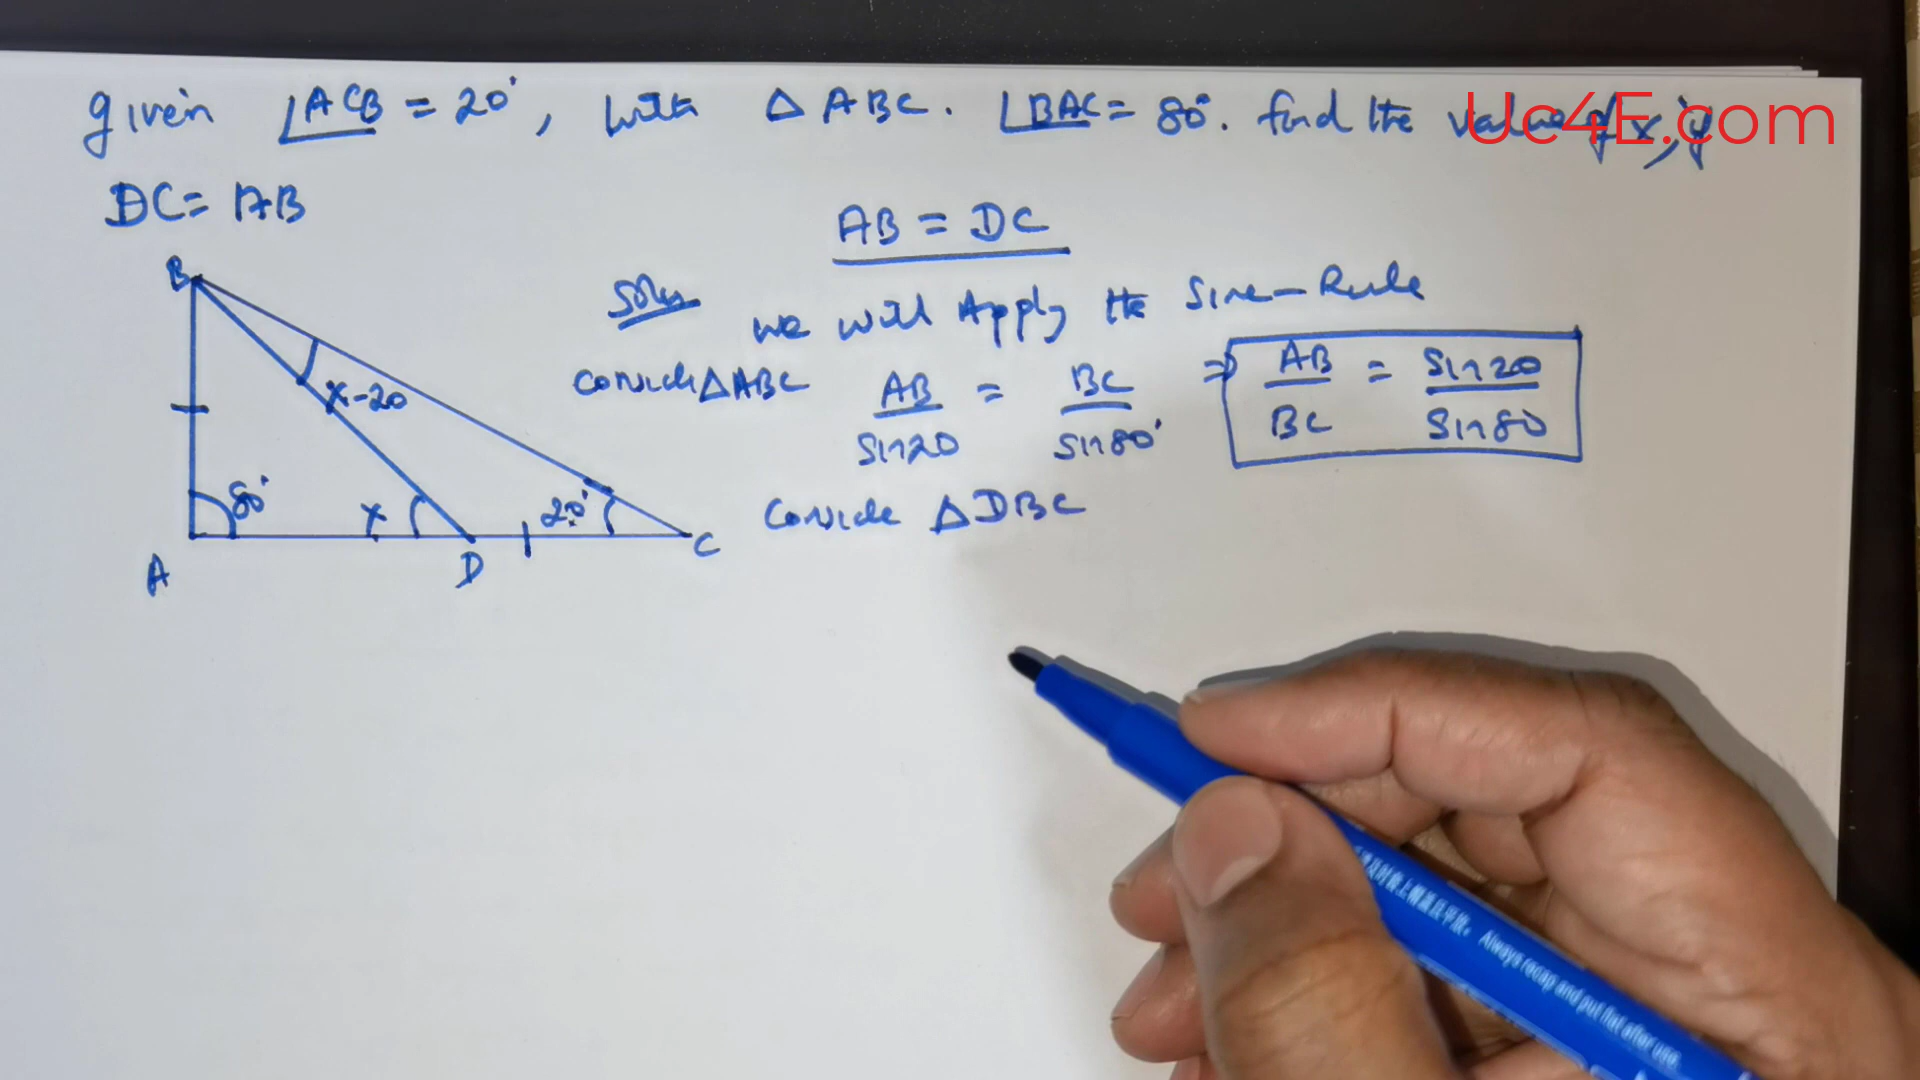 given ∠ACB = 20°, with △ ABC. ∠BAC = 80°. find the value of x, if
Uc4E.com
DC = AB
AB = DC
Soln
we will Apply the Sine-Rule
B
x-20
80°
x
20°
A
D
C
△ABC AB/sin20 = BC/sin80° ⇒ AB/BC = sin20/sin80
△DBC
Always recap and put flat after use.